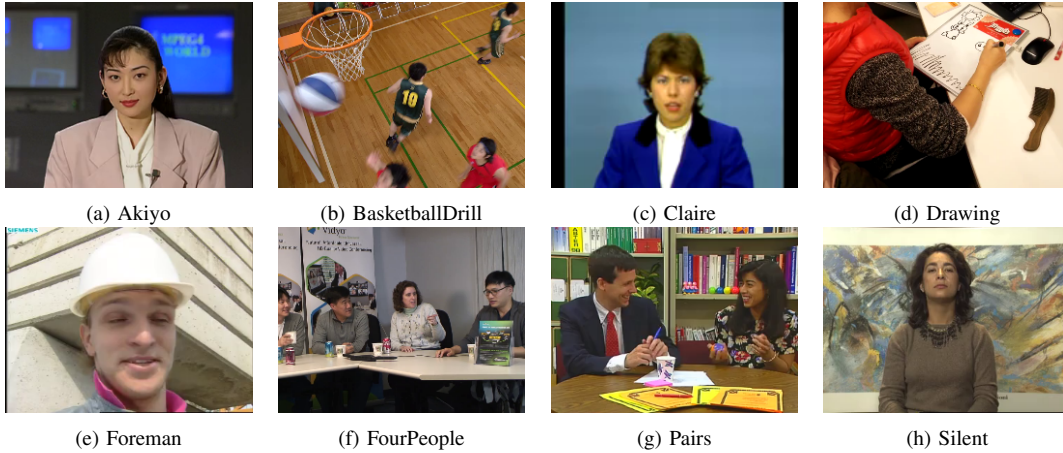 MPEG4
WORLD
10
(a) Akiyo
(b) BasketballDrill
(c) Claire
(d) Drawing
SIEMENS
Vidyo
(e) Foreman
(f) FourPeople
(g) Pairs
(h) Silent